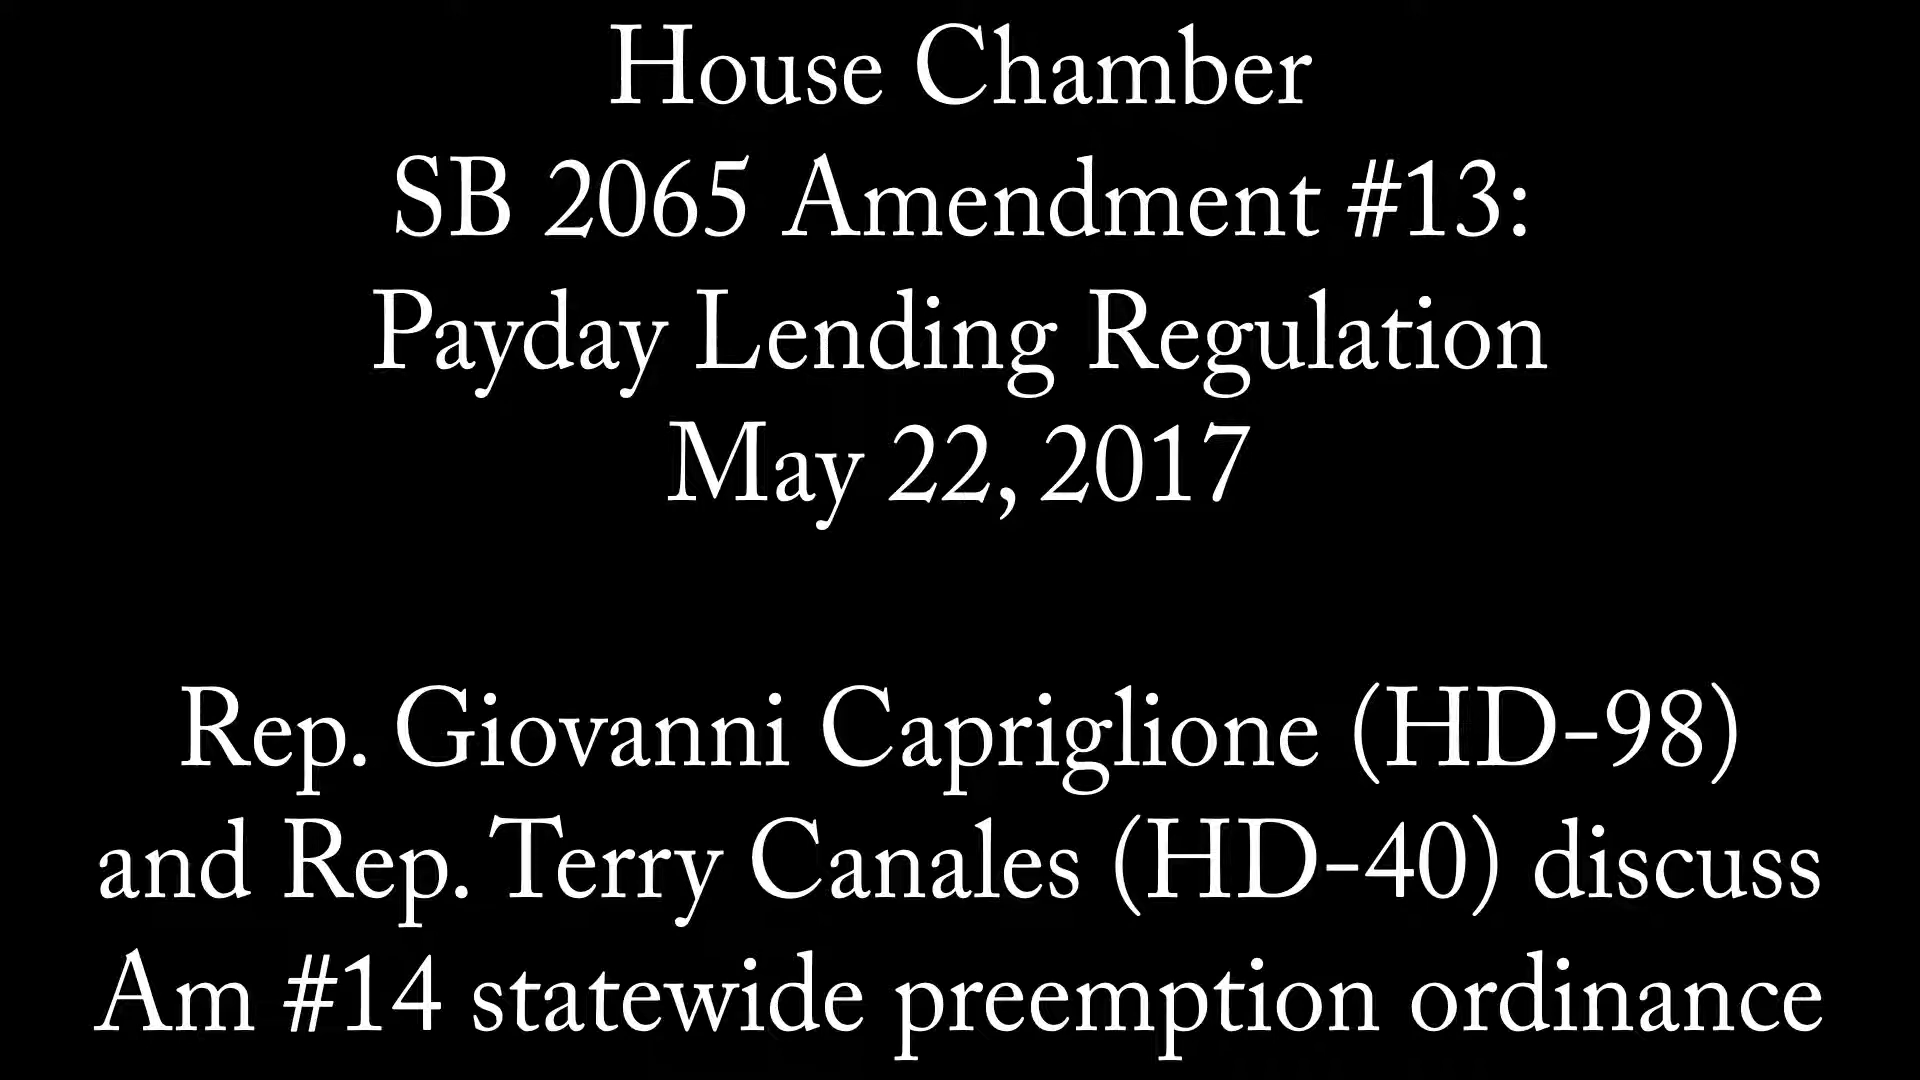 House Chamber
SB 2065 Amendment #13:
Payday Lending Regulation
May 22, 2017
Rep. Giovanni Capriglione (HD-98)
and Rep. Terry Canales (HD-40) discuss
Am #14 statewide preemption ordinance